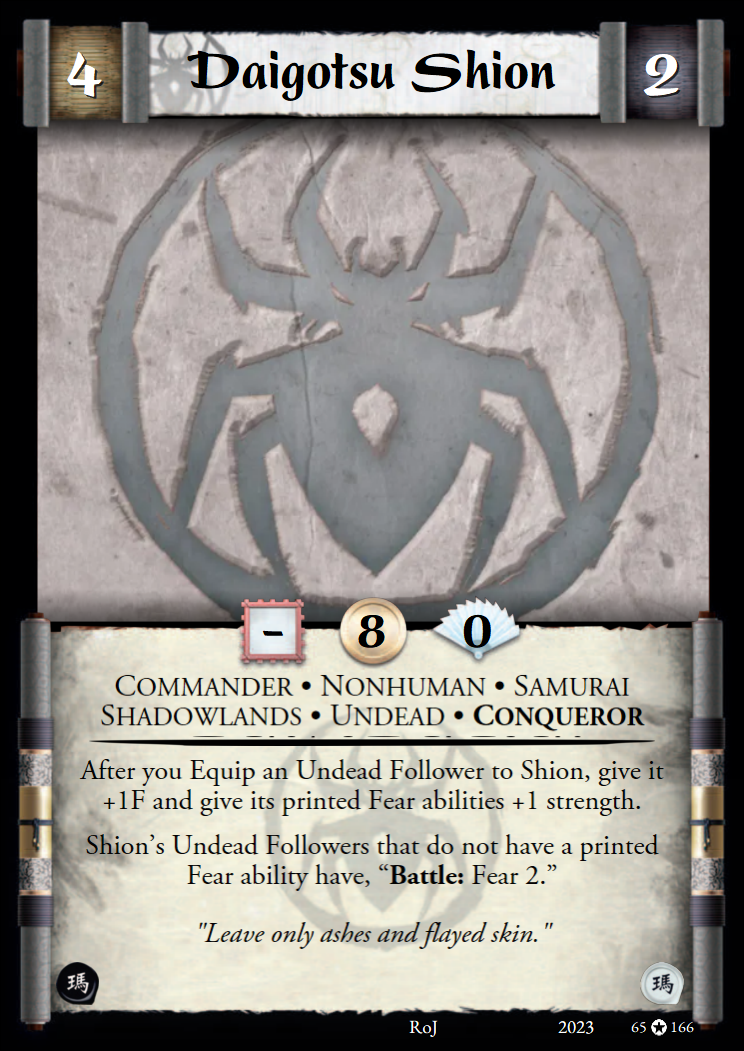 4 Daigotsu Shion 2
- 8 0
COMMANDER • NONHUMAN • SAMURAI
SHADOWLANDS • UNDEAD • CONQUEROR
After you Equip an Undead Follower to Shion, give it
+1F and give its printed Fear abilities +1 strength.
Shion's Undead Followers that do not have a printed
Fear ability have, “Battle: Fear 2.”
"Leave only ashes and flayed skin."
瑪 瑪
RoJ 2023 65 ✪ 166